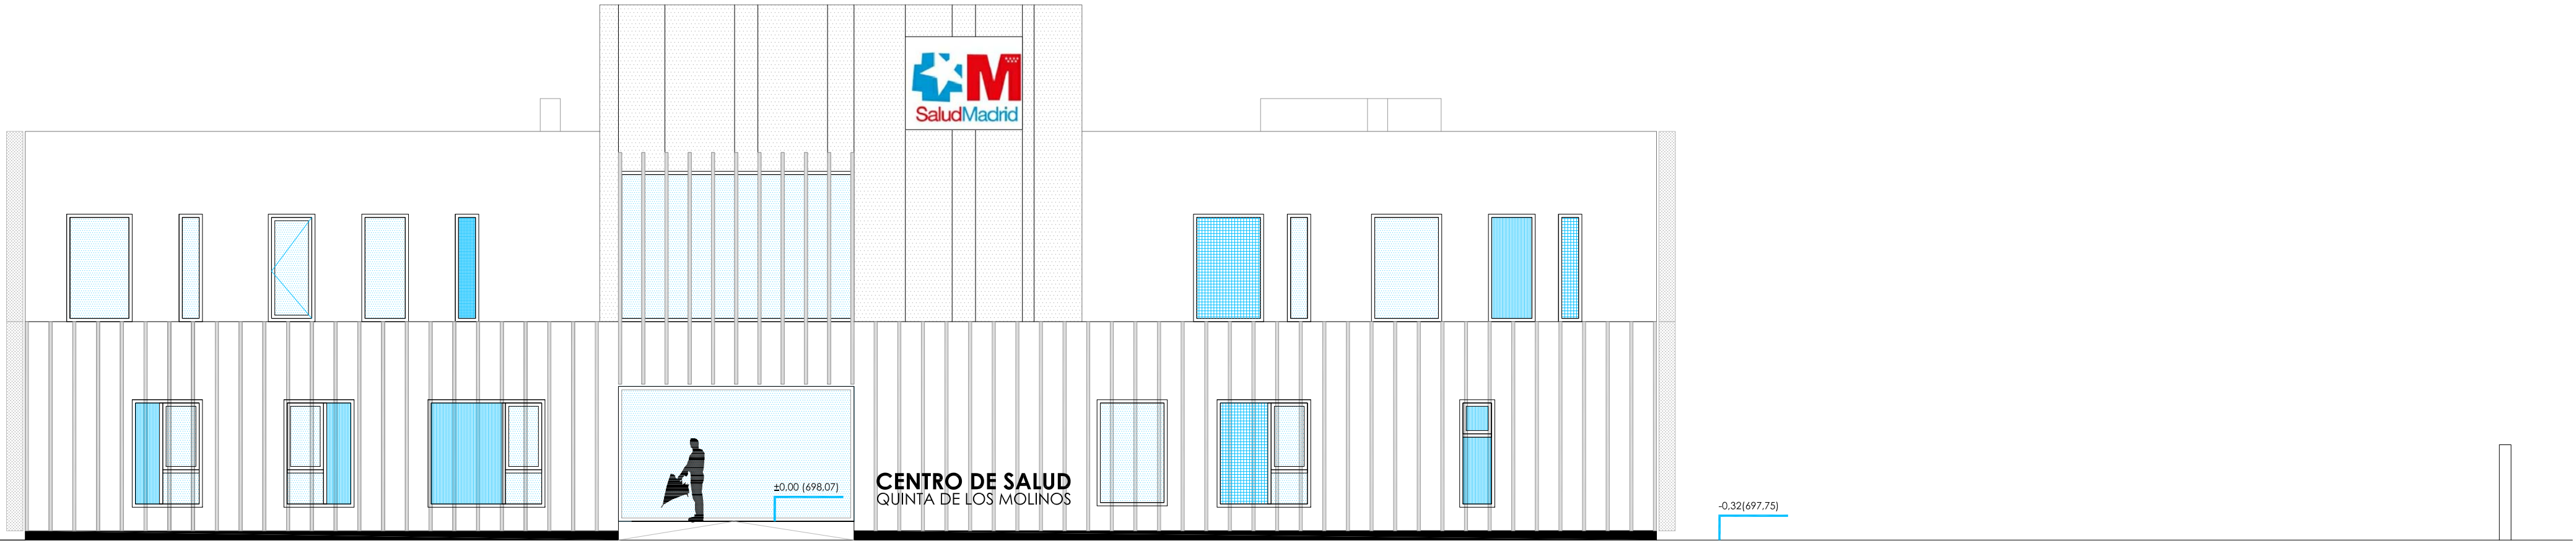 M
SaludMadrid
CENTRO DE SALUD
QUINTA DE LOS MOLINOS
±0,00 (698,07)
-0,32(697.75)